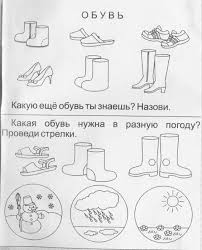 ОБУВЬ
Какую ещё обувь ты знаешь? Назови.
Какая обувь нужна в разную погоду?
Проведи стрелки.